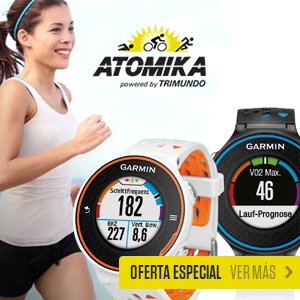 ATOMIKA
powered by TRIMUNDO
GARMIN
Schrittfrequenz
182
BKZ Vert. Bew.
227 8,6
GARMIN
VO2 Max.
46
Lauf-Prognose
OFERTA ESPECIAL VER MÁS >